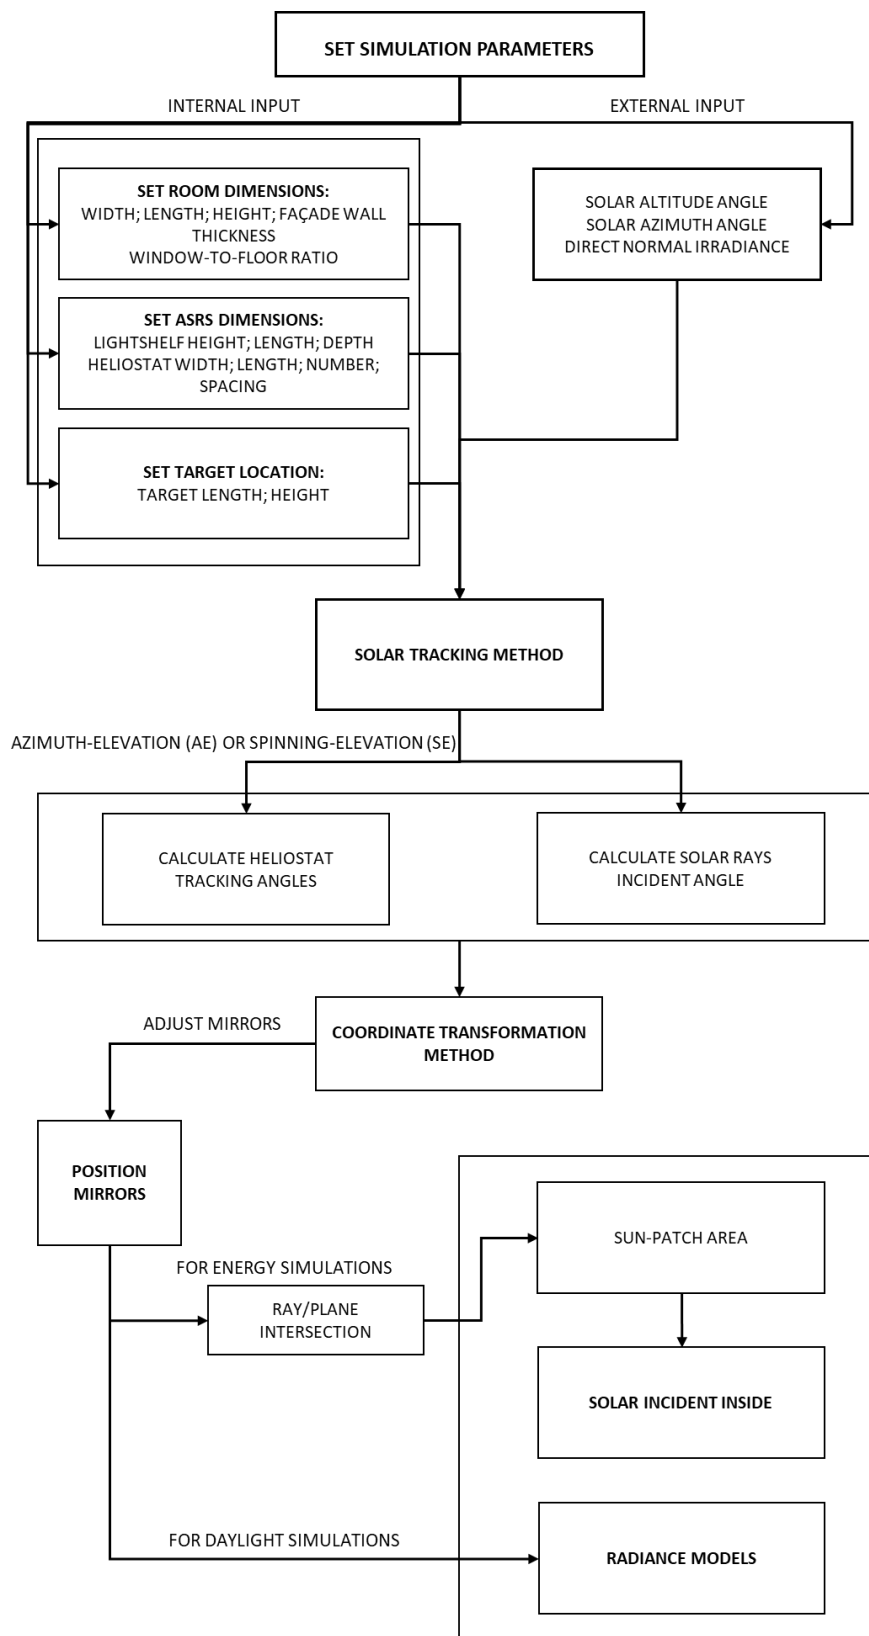 SET SIMULATION PARAMETERS
INTERNAL INPUT
EXTERNAL INPUT
SET ROOM DIMENSIONS:
WIDTH; LENGTH; HEIGHT; FAÇADE WALL
THICKNESS
WINDOW-TO-FLOOR RATIO
SOLAR ALTITUDE ANGLE
SOLAR AZIMUTH ANGLE
DIRECT NORMAL IRRADIANCE
SET ASRS DIMENSIONS:
LIGHTSHELF HEIGHT; LENGTH; DEPTH
HELIOSTAT WIDTH; LENGTH; NUMBER;
SPACING
SET TARGET LOCATION:
TARGET LENGTH; HEIGHT
SOLAR TRACKING METHOD
AZIMUTH-ELEVATION (AE) OR SPINNING-ELEVATION (SE)
CALCULATE HELIOSTAT
TRACKING ANGLES
CALCULATE SOLAR RAYS
INCIDENT ANGLE
ADJUST MIRRORS
COORDINATE TRANSFORMATION
METHOD
POSITION
MIRRORS
SUN-PATCH AREA
FOR ENERGY SIMULATIONS
RAY/PLANE
INTERSECTION
SOLAR INCIDENT INSIDE
FOR DAYLIGHT SIMULATIONS
RADIANCE MODELS